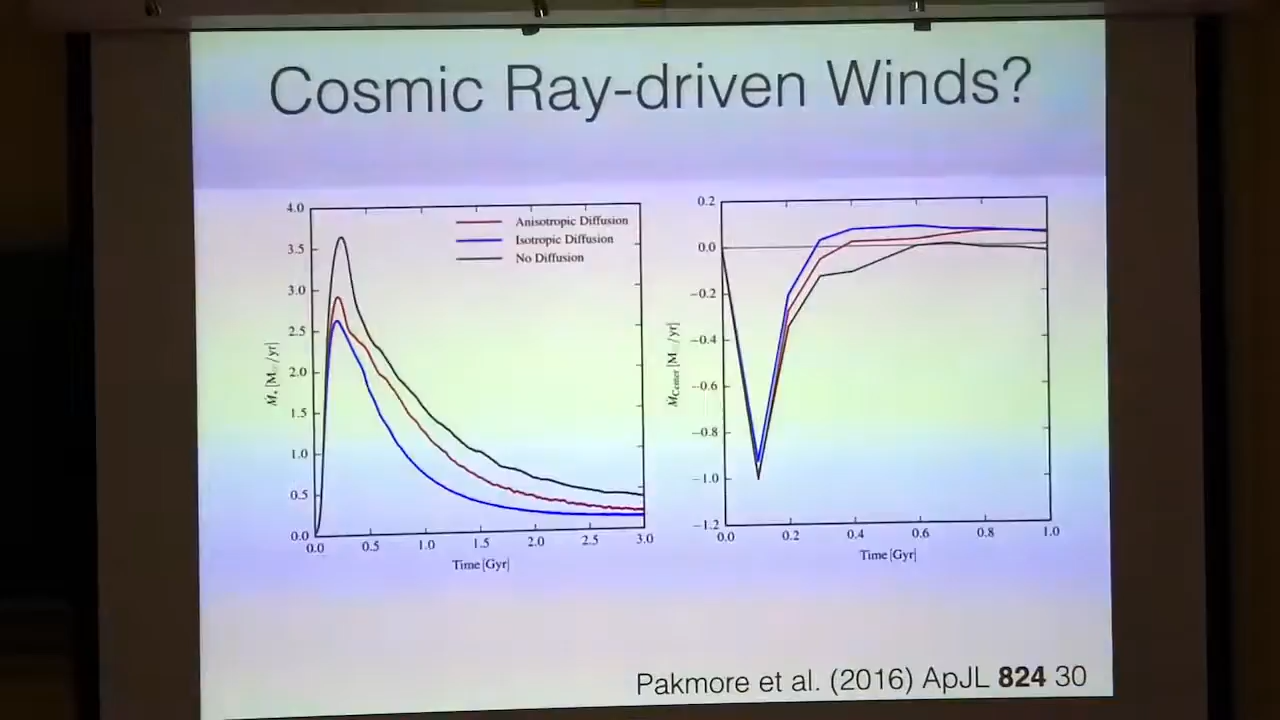 Cosmic Ray-driven Winds?
4.0
3.5
3.0
2.5
2.0
1.5
1.0
0.5
0.0
0.0 0.5 1.0 1.5 2.0 2.5 3.0
Time [Gyr]
Anisotropic Diffusion
Isotropic Diffusion
No Diffusion
0.2
0.0
−0.2
−0.4
−0.6
−0.8
−1.0
−1.2
0.0 0.2 0.4 0.6 0.8 1.0
Time [Gyr]
Pakmore et al. (2016) ApJL 824 30